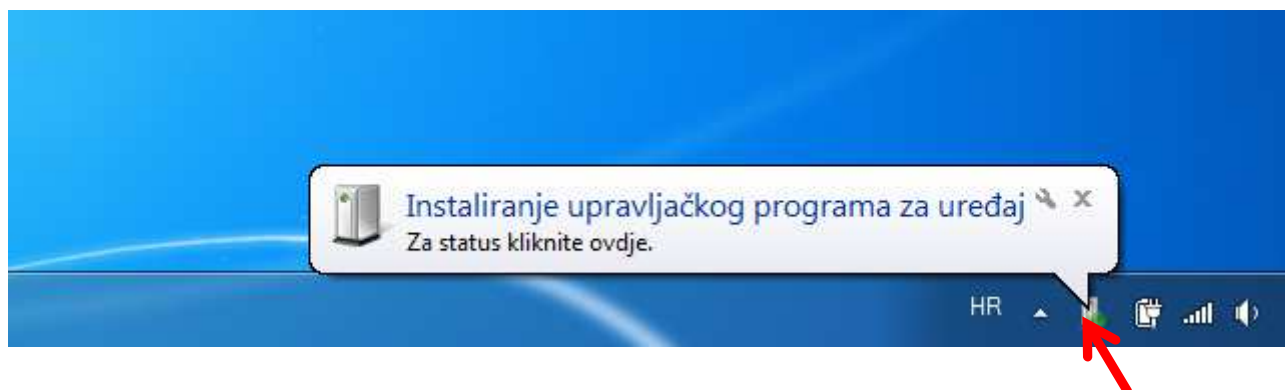 Instaliranje upravljačkog programa za uređaj
Za status kliknite ovdje.
HR